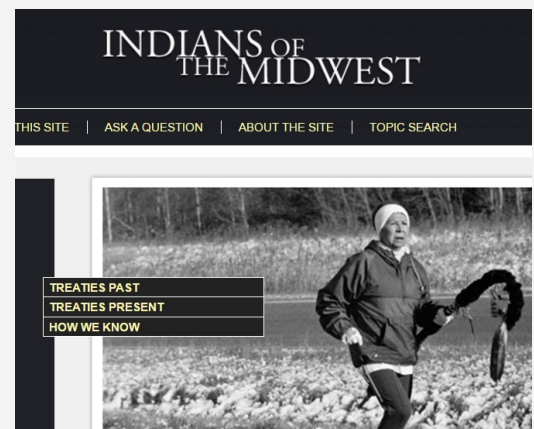 INDIANS OF
THE MIDWEST
THIS SITE | ASK A QUESTION | ABOUT THE SITE | TOPIC SEARCH
TREATIES PAST
TREATIES PRESENT
HOW WE KNOW